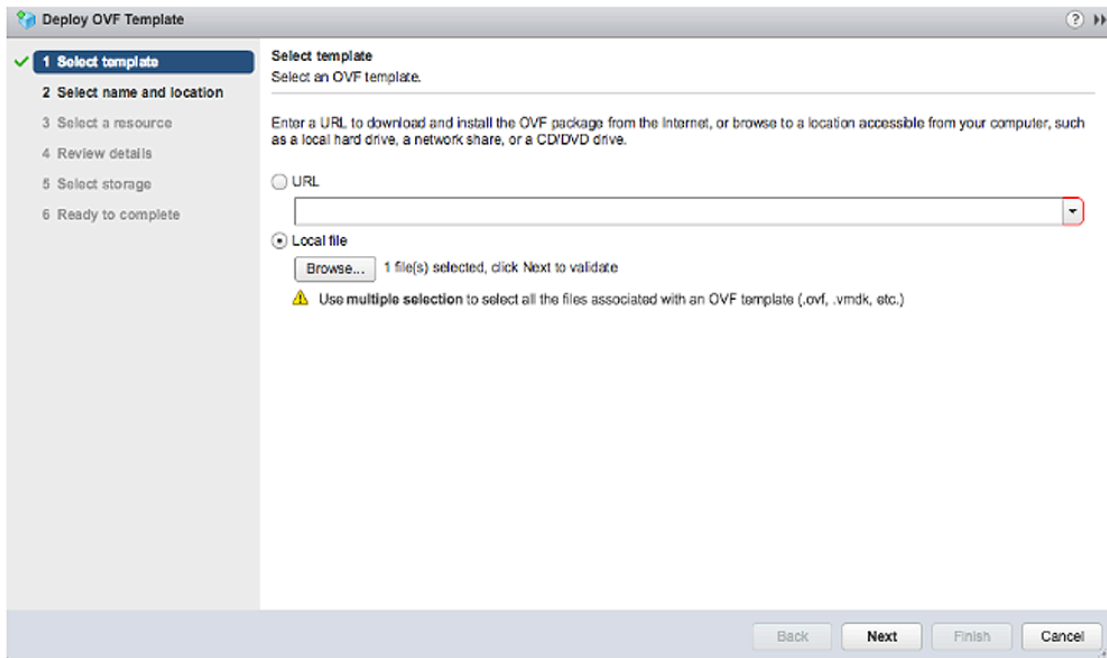 Deploy OVF Template
?
1 Select template
2 Select name and location
3 Select a resource
4 Review details
5 Select storage
6 Ready to complete
Select template
Select an OVF template.
Enter a URL to download and install the OVF package from the Internet, or browse to a location accessible from your computer, such
as a local hard drive, a network share, or a CD/DVD drive.
URL
Local file
Browse... 1 file(s) selected, click Next to validate
Use multiple selection to select all the files associated with an OVF template (.ovf, .vmdk, etc.)
Back Next Finish Cancel